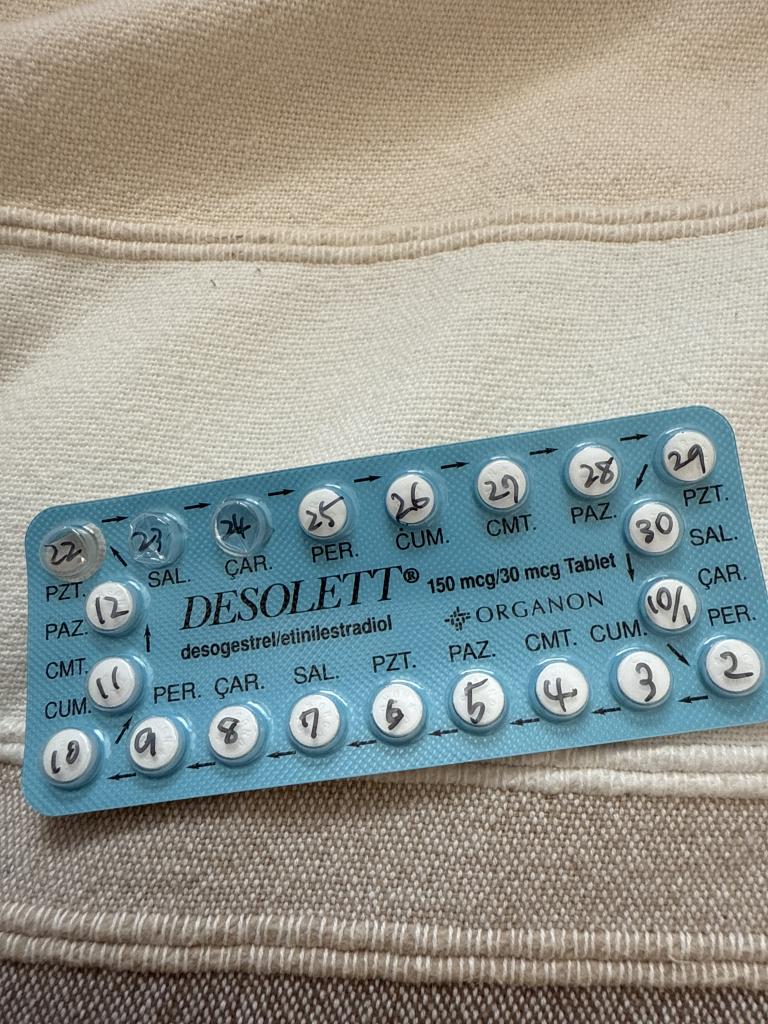 22 23 24 25 26 27 28 29
PZT. SAL. ÇAR. PER. CUM. CMT. PAZ. PZT.
30 SAL.
10/1 ÇAR.
2 PER.
DESOLETT® 150 mcg/30 mcg Tablet
desogestrel/etinilestradiol
ORGANON
CUM. CMT. PAZ. PZT. SAL. ÇAR. PER.
3 4 5 6 7 8 9
10 CUM.
11 CMT.
12 PAZ.